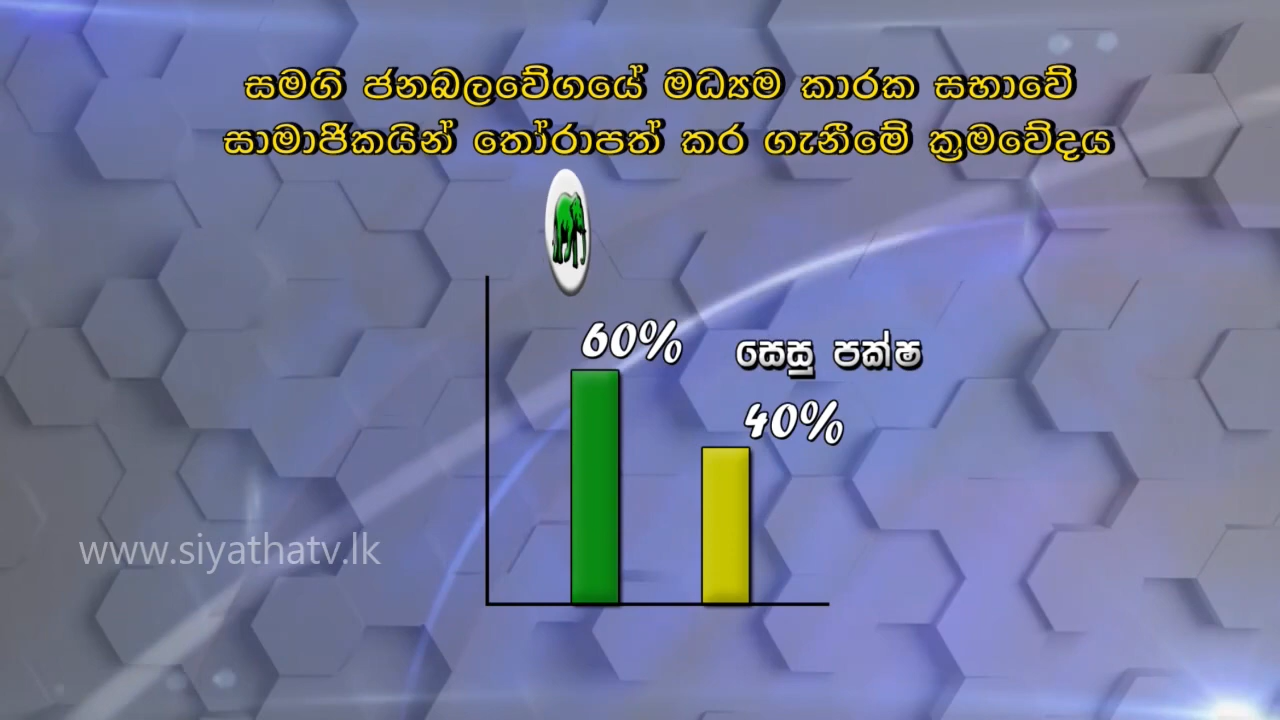 සමගි ජනබලවේගයේ මධ්‍යම කාරක සභාවේ
සාමාජිකයින් තෝරාපත් කර ගැනීමේ ක්‍රමවේදය
60%
සෙසු පක්ෂ
40%
www.siyathatv.lk